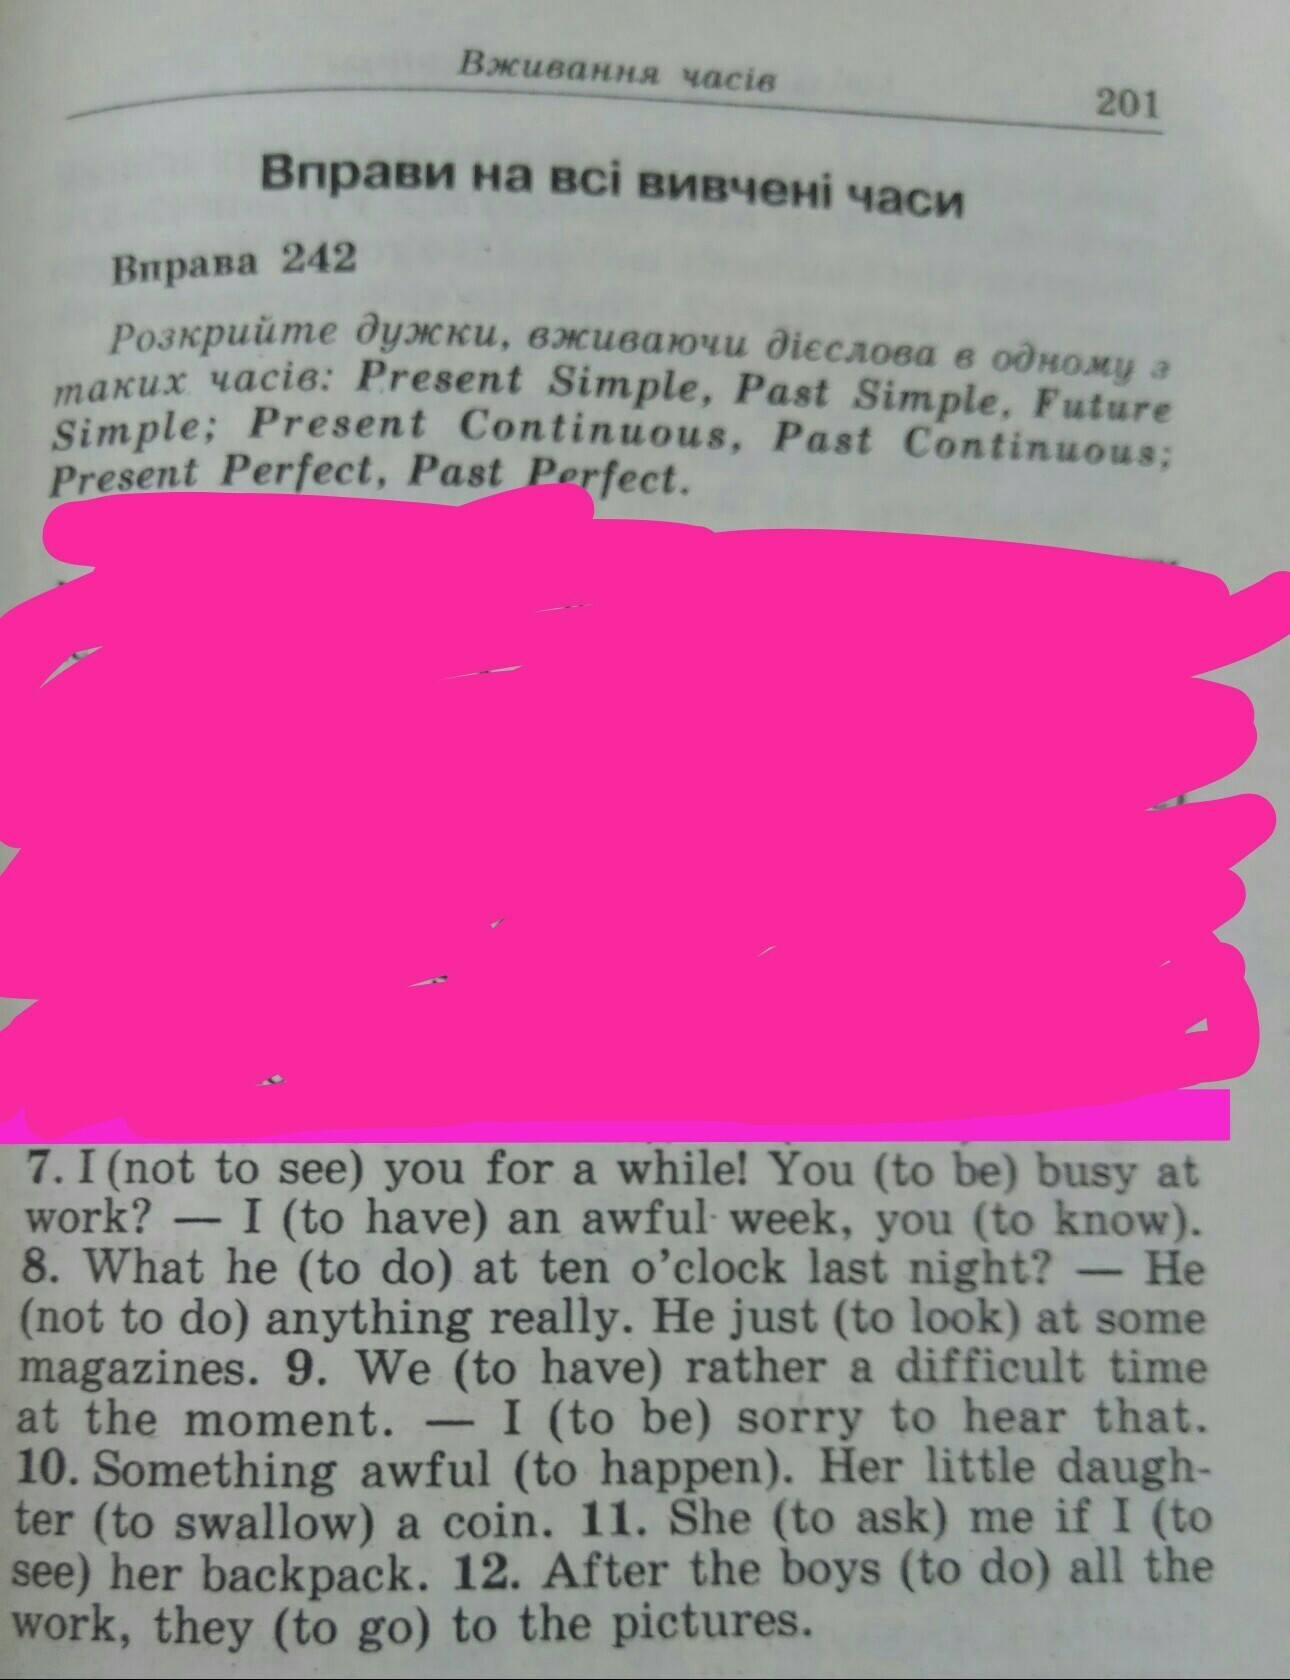 Вживання часів
201
Вправи на всі вивчені часи
Вправа 242
Розкрийте дужки, вживаючи дієслова в одному з
таких часів: Present Simple, Past Simple, Future
Simple; Present Continuous, Past Continuous;
Present Perfect, Past Perfect.
7. I (not to see) you for a while! You (to be) busy at
work? — I (to have) an awful week, you (to know).
8. What he (to do) at ten o'clock last night? — He
(not to do) anything really. He just (to look) at some
magazines. 9. We (to have) rather a difficult time
at the moment. — I (to be) sorry to hear that.
10. Something awful (to happen). Her little daugh-
ter (to swallow) a coin. 11. She (to ask) me if I (to
see) her backpack. 12. After the boys (to do) all the
work, they (to go) to the pictures.